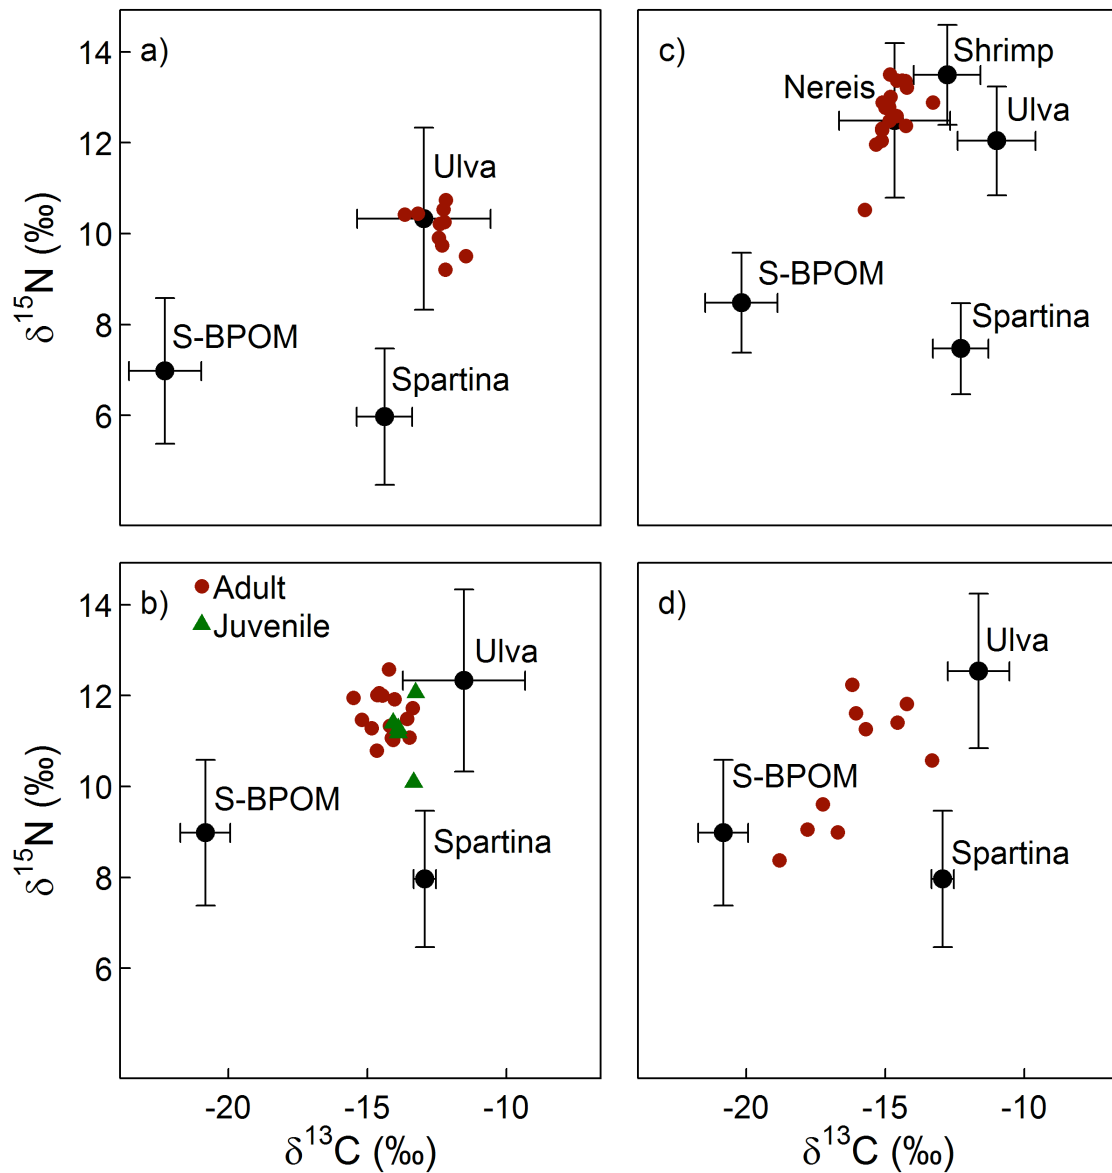 a)
14
12
10
8
6
δ15N (‰)
Ulva
S-BPOM
Spartina
c)
Shrimp
Nereis
Ulva
S-BPOM
Spartina
b)
Adult
Juvenile
14
12
10
8
6
δ15N (‰)
Ulva
S-BPOM
Spartina
-20 -15 -10
δ13C (‰)
d)
Ulva
S-BPOM
Spartina
-20 -15 -10
δ13C (‰)